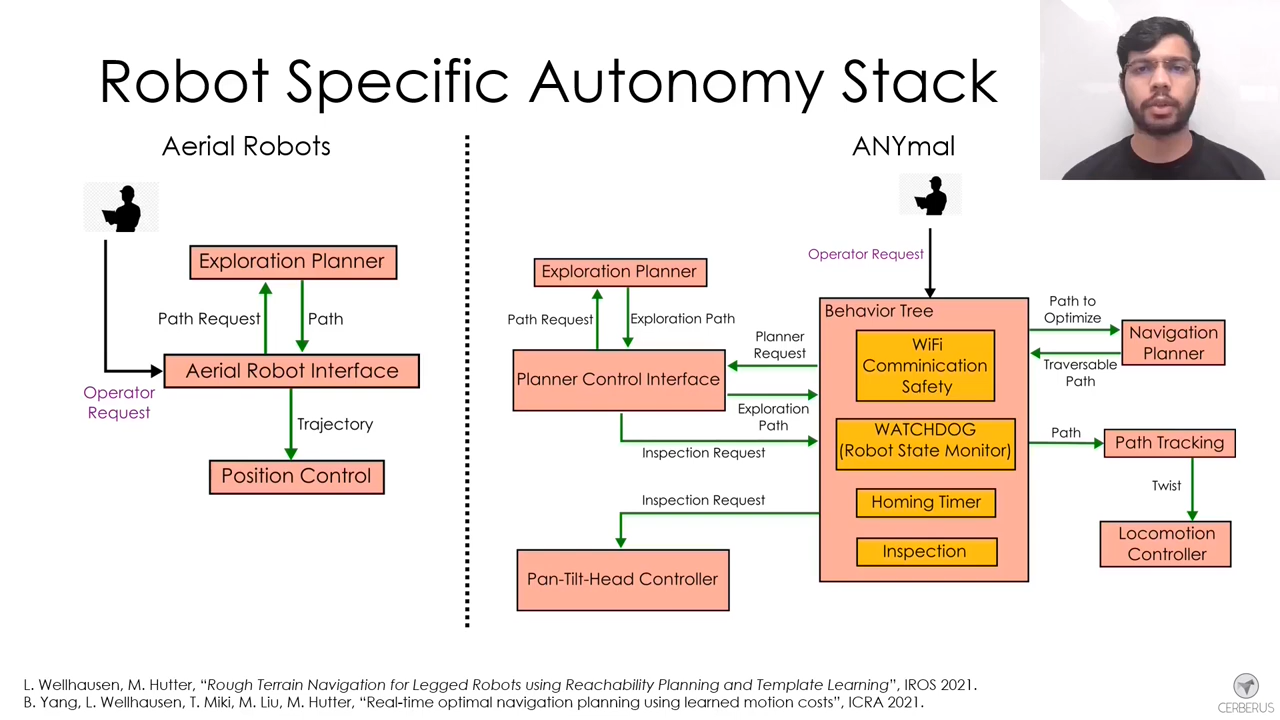 Robot Specific Autonomy Stack
Aerial Robots
Exploration Planner
Path Request
Path
Aerial Robot Interface
Operator
Request
Trajectory
Position Control
ANYmal
Operator Request
Exploration Planner
Path Request
Exploration Path
Planner Control Interface
Planner
Request
Exploration
Path
Inspection Request
Inspection Request
Pan-Tilt-Head Controller
Behavior Tree
WiFi
Comminication
Safety
WATCHDOG
(Robot State Monitor)
Homing Timer
Inspection
Path to
Optimize
Navigation
Planner
Traversable
Path
Path
Path Tracking
Twist
Locomotion
Controller
L. Wellhausen, M. Hutter, “Rough Terrain Navigation for Legged Robots using Reachability Planning and Template Learning”, IROS 2021.
B. Yang, L. Wellhausen, T. Miki, M. Liu, M. Hutter, “Real-time optimal navigation planning using learned motion costs”, ICRA 2021.
CERBERUS